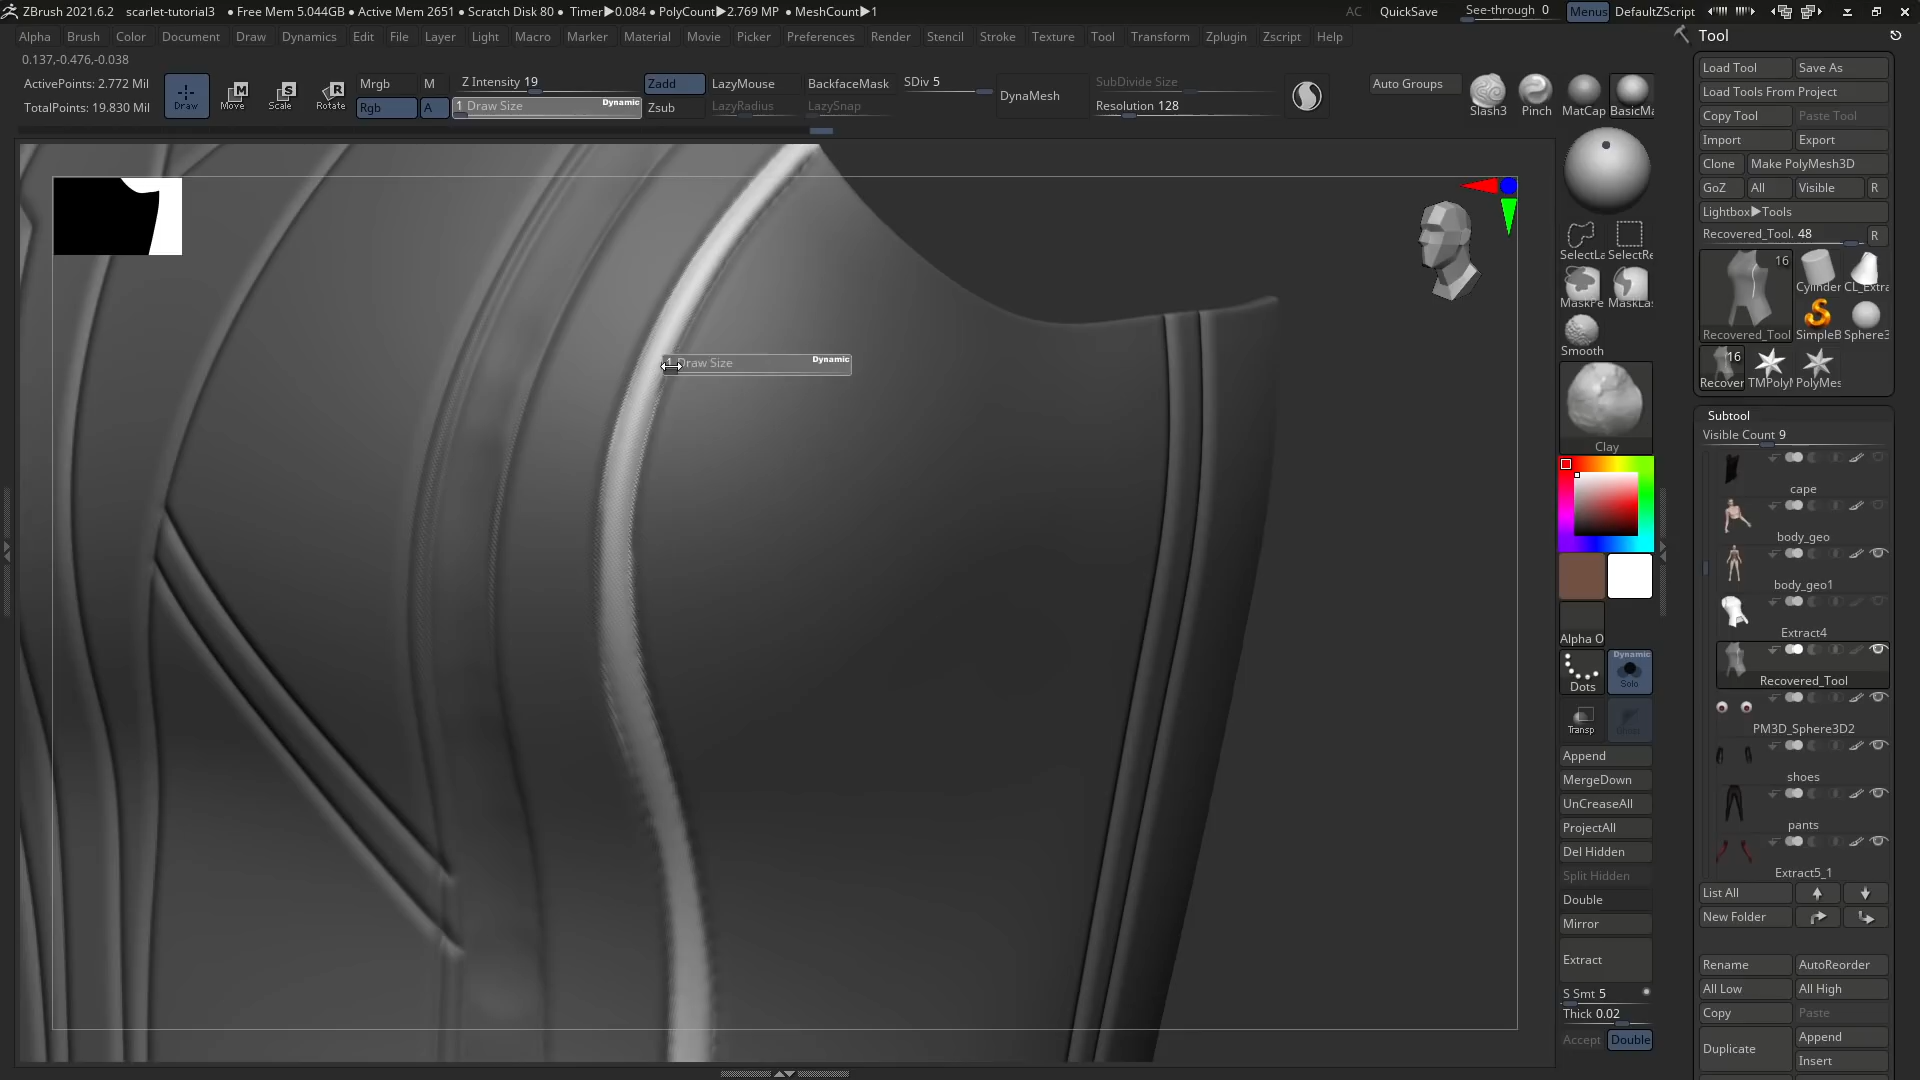 ZBrush 2021.6.2 scarlet-tutorial3 ● Free Mem 5.044GB ● Active Mem 2651 ● Scratch Disk 80 ● Timer▶0.084 ● PolyCount▶2.769 MP ● MeshCount▶1 AC QuickSave See-through 0 Menus DefaultZScript
Alpha Brush Color Document Draw Dynamics Edit File Layer Light Macro Marker Material Movie Picker Preferences Render Stencil Stroke Texture Tool Transform Zplugin Zscript Help
0.137,-0.476,-0.038
ActivePoints: 2.772 Mil
TotalPoints: 19.830 Mil
Draw Move Scale Rotate
Mrgb M
Rgb A
Z Intensity 19
1 Draw Size Dynamic
Zadd
Zsub
LazyMouse BackfaceMask
LazyRadius LazySnap
SDiv 5
DynaMesh
SubDivide Size
Resolution 128
Auto Groups
Slash3 Pinch MatCap BasicMa
Draw Size Dynamic
SelectLa SelectRe
MaskPe MaskLas
Smooth
Clay
Alpha O
Dots
Dynamic
Solo
Transp
Append
MergeDown
UnCreaseAll
ProjectAll
Del Hidden
Split Hidden
Double
Mirror
Extract
S Smt 5
Thick 0.02
Accept Double
Tool
Load Tool Save As
Load Tools From Project
Copy Tool Paste Tool
Import Export
Clone Make PolyMesh3D
GoZ All Visible R
Lightbox▶Tools
Recovered_Tool. 48 R
16
Cylinder CL_Extra
Recovered_Tool SimpleB Sphere3
16
Recover TMPolyM PolyMes
Subtool
Visible Count 9
cape
body_geo
body_geo1
Extract4
Recovered_Tool
PM3D_Sphere3D2
shoes
pants
Extract5_1
List All
New Folder
Rename AutoReorder
All Low All High
Copy Paste
Duplicate Append
Insert